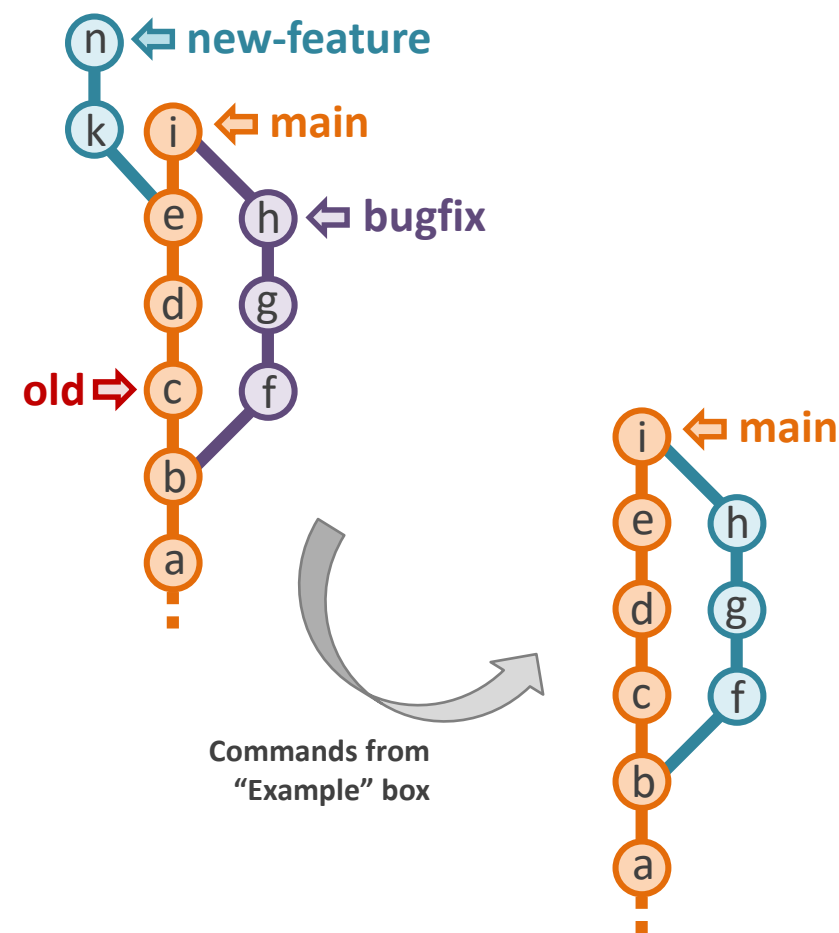 n new-feature
k i main
e h bugfix
d g
old c f
b
a
Commands from
“Example” box
i main
e h
d g
c f
b
a